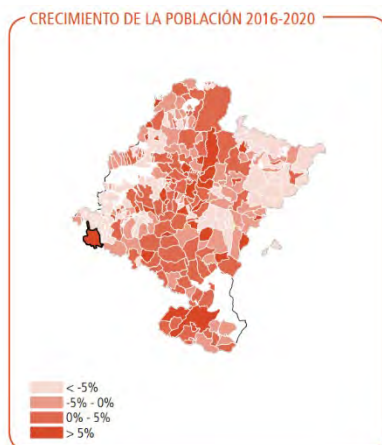 CRECIMIENTO DE LA POBLACIÓN 2016-2020
< -5%
-5% - 0%
0% - 5%
> 5%